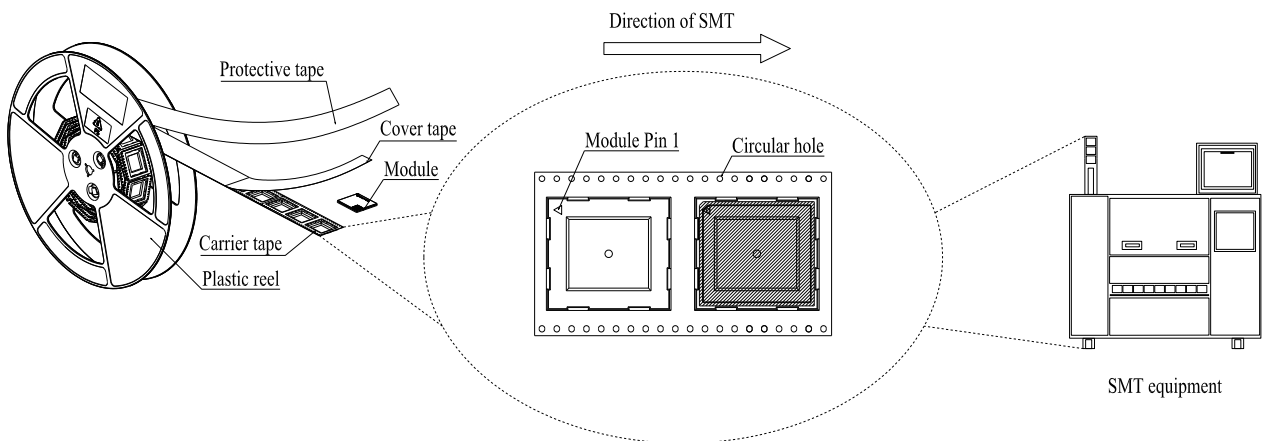 Direction of SMT
Protective tape
Cover tape
Module
Module Pin 1
Circular hole
Carrier tape
Plastic reel
SMT equipment